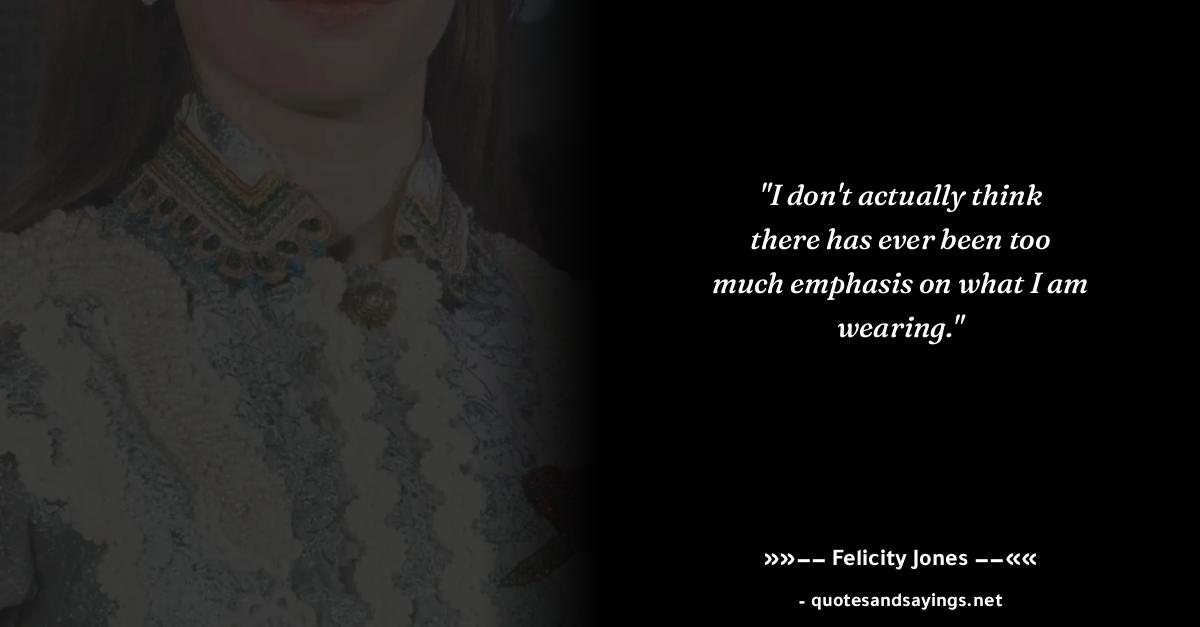 "I don't actually think
there has ever been too
much emphasis on what I am
wearing."
»»−− Felicity Jones −−««
- quotesandsayings.net